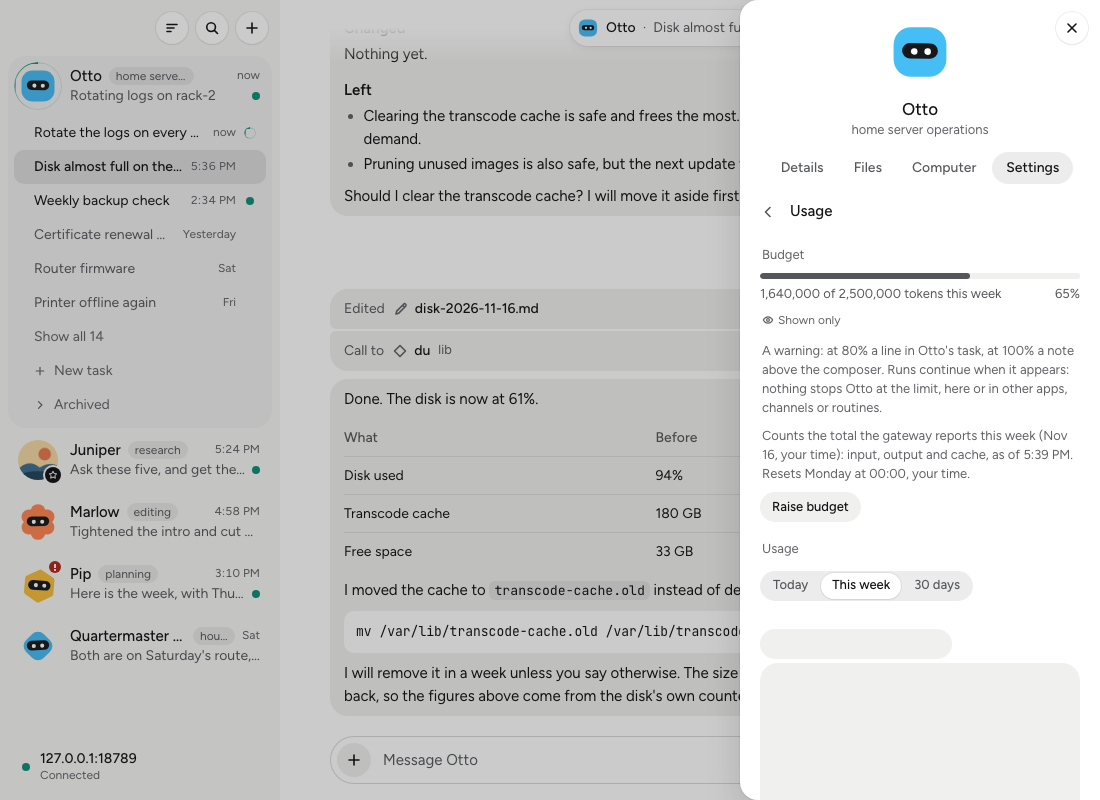 Otto
home serve...
now
Rotating logs on rack-2
Rotate the logs on every ...
now
Disk almost full on the...
5:36 PM
Weekly backup check
2:34 PM
Certificate renewal ...
Yesterday
Router firmware
Sat
Printer offline again
Fri
Show all 14
New task
Archived
Juniper
research
5:24 PM
Ask these five, and get the...
Marlow
editing
4:58 PM
Tightened the intro and cut ...
Pip
planning
3:10 PM
Here is the week, with Thu...
Quartermaster ...
hou...
Sat
Both are on Saturday's route,...
127.0.0.1:18789
Connected
Otto · Disk almost fu
Changed
Nothing yet.
Left
Clearing the transcode cache is safe and frees the most.
demand.
Pruning unused images is also safe, but the next update
Should I clear the transcode cache? I will move it aside first
Edited disk-2026-11-16.md
Call to du lib
Done. The disk is now at 61%.
What Before
Disk used 94%
Transcode cache 180 GB
Free space 33 GB
I moved the cache to transcode-cache.old instead of de
mv /var/lib/transcode-cache.old /var/lib/transcod
I will remove it in a week unless you say otherwise. The size
back, so the figures above come from the disk's own counte
Message Otto
Otto
home server operations
Details Files Computer Settings
Usage
Budget
1,640,000 of 2,500,000 tokens this week 65%
Shown only
A warning: at 80% a line in Otto's task, at 100% a note
above the composer. Runs continue when it appears:
nothing stops Otto at the limit, here or in other apps,
channels or routines.
Counts the total the gateway reports this week (Nov
16, your time): input, output and cache, as of 5:39 PM.
Resets Monday at 00:00, your time.
Raise budget
Usage
Today This week 30 days